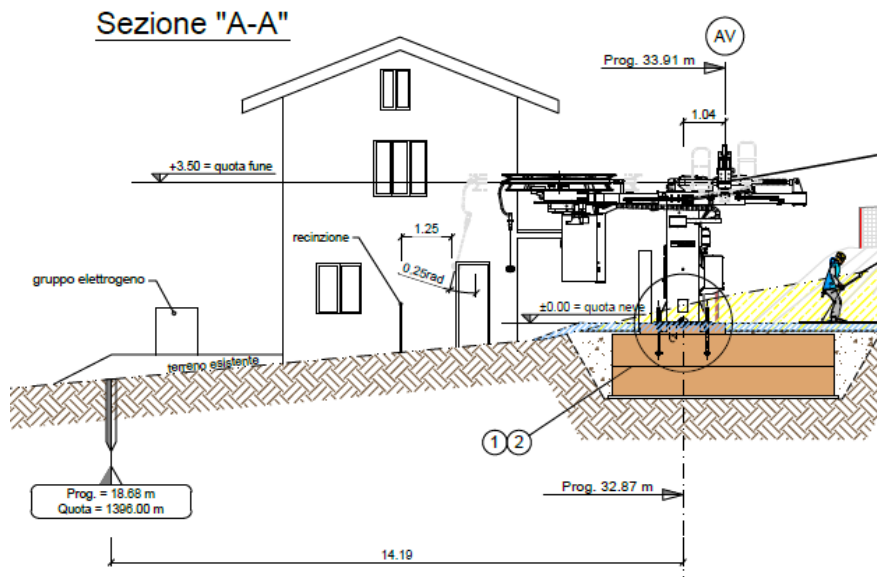 Sezione "A-A"
AV
Prog. 33.91 m
1.04
+3.50 = quota fune
recinzione
1.25
0,25rad
gruppo elettrogeno
±0.00 = quota neve
terreno esistente
1 2
Prog. = 18.68 m
Quota = 1396.00 m
Prog. 32.87 m
14.19